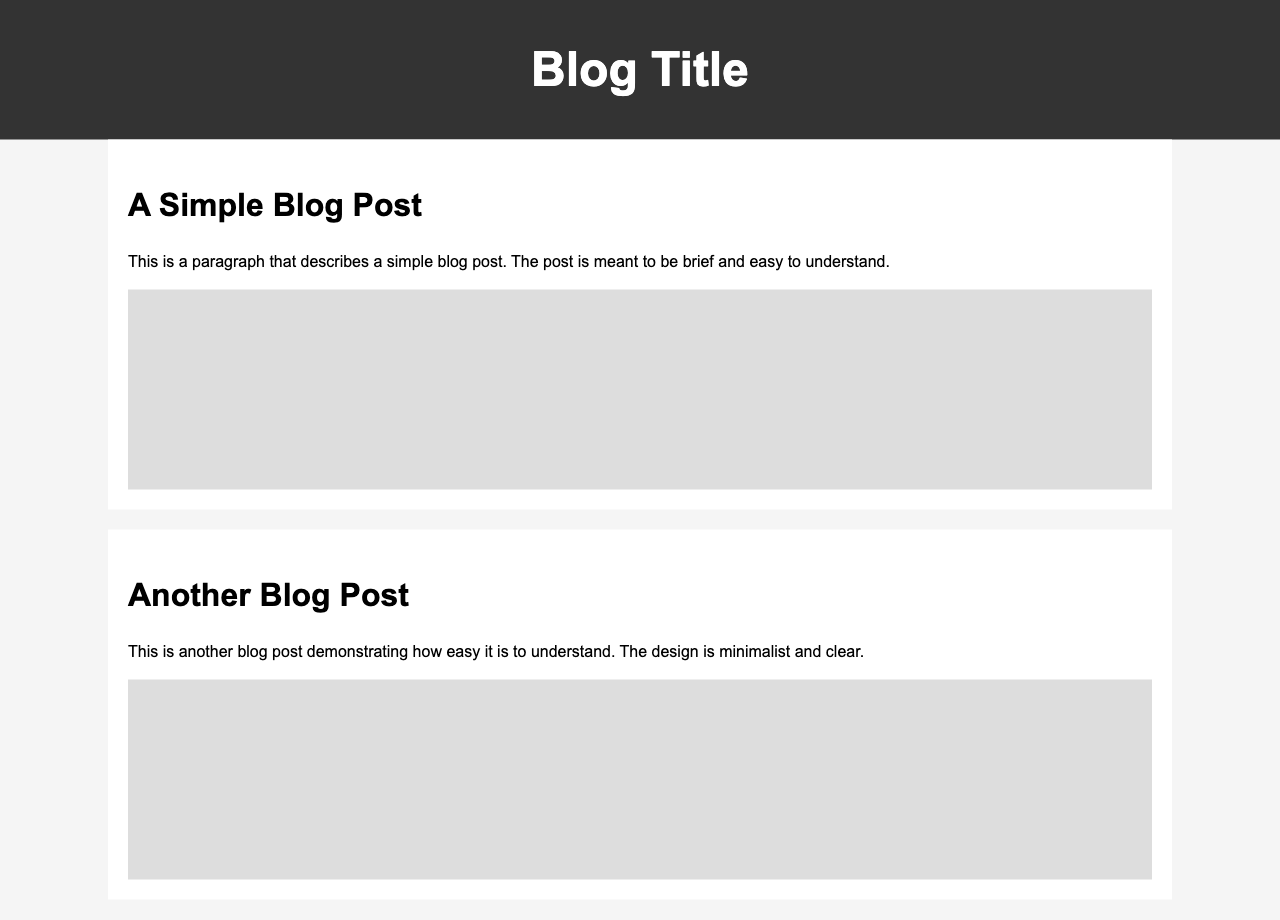 Blog Title
A Simple Blog Post
This is a paragraph that describes a simple blog post. The post is meant to be brief and easy to understand.
Another Blog Post
This is another blog post demonstrating how easy it is to understand. The design is minimalist and clear.